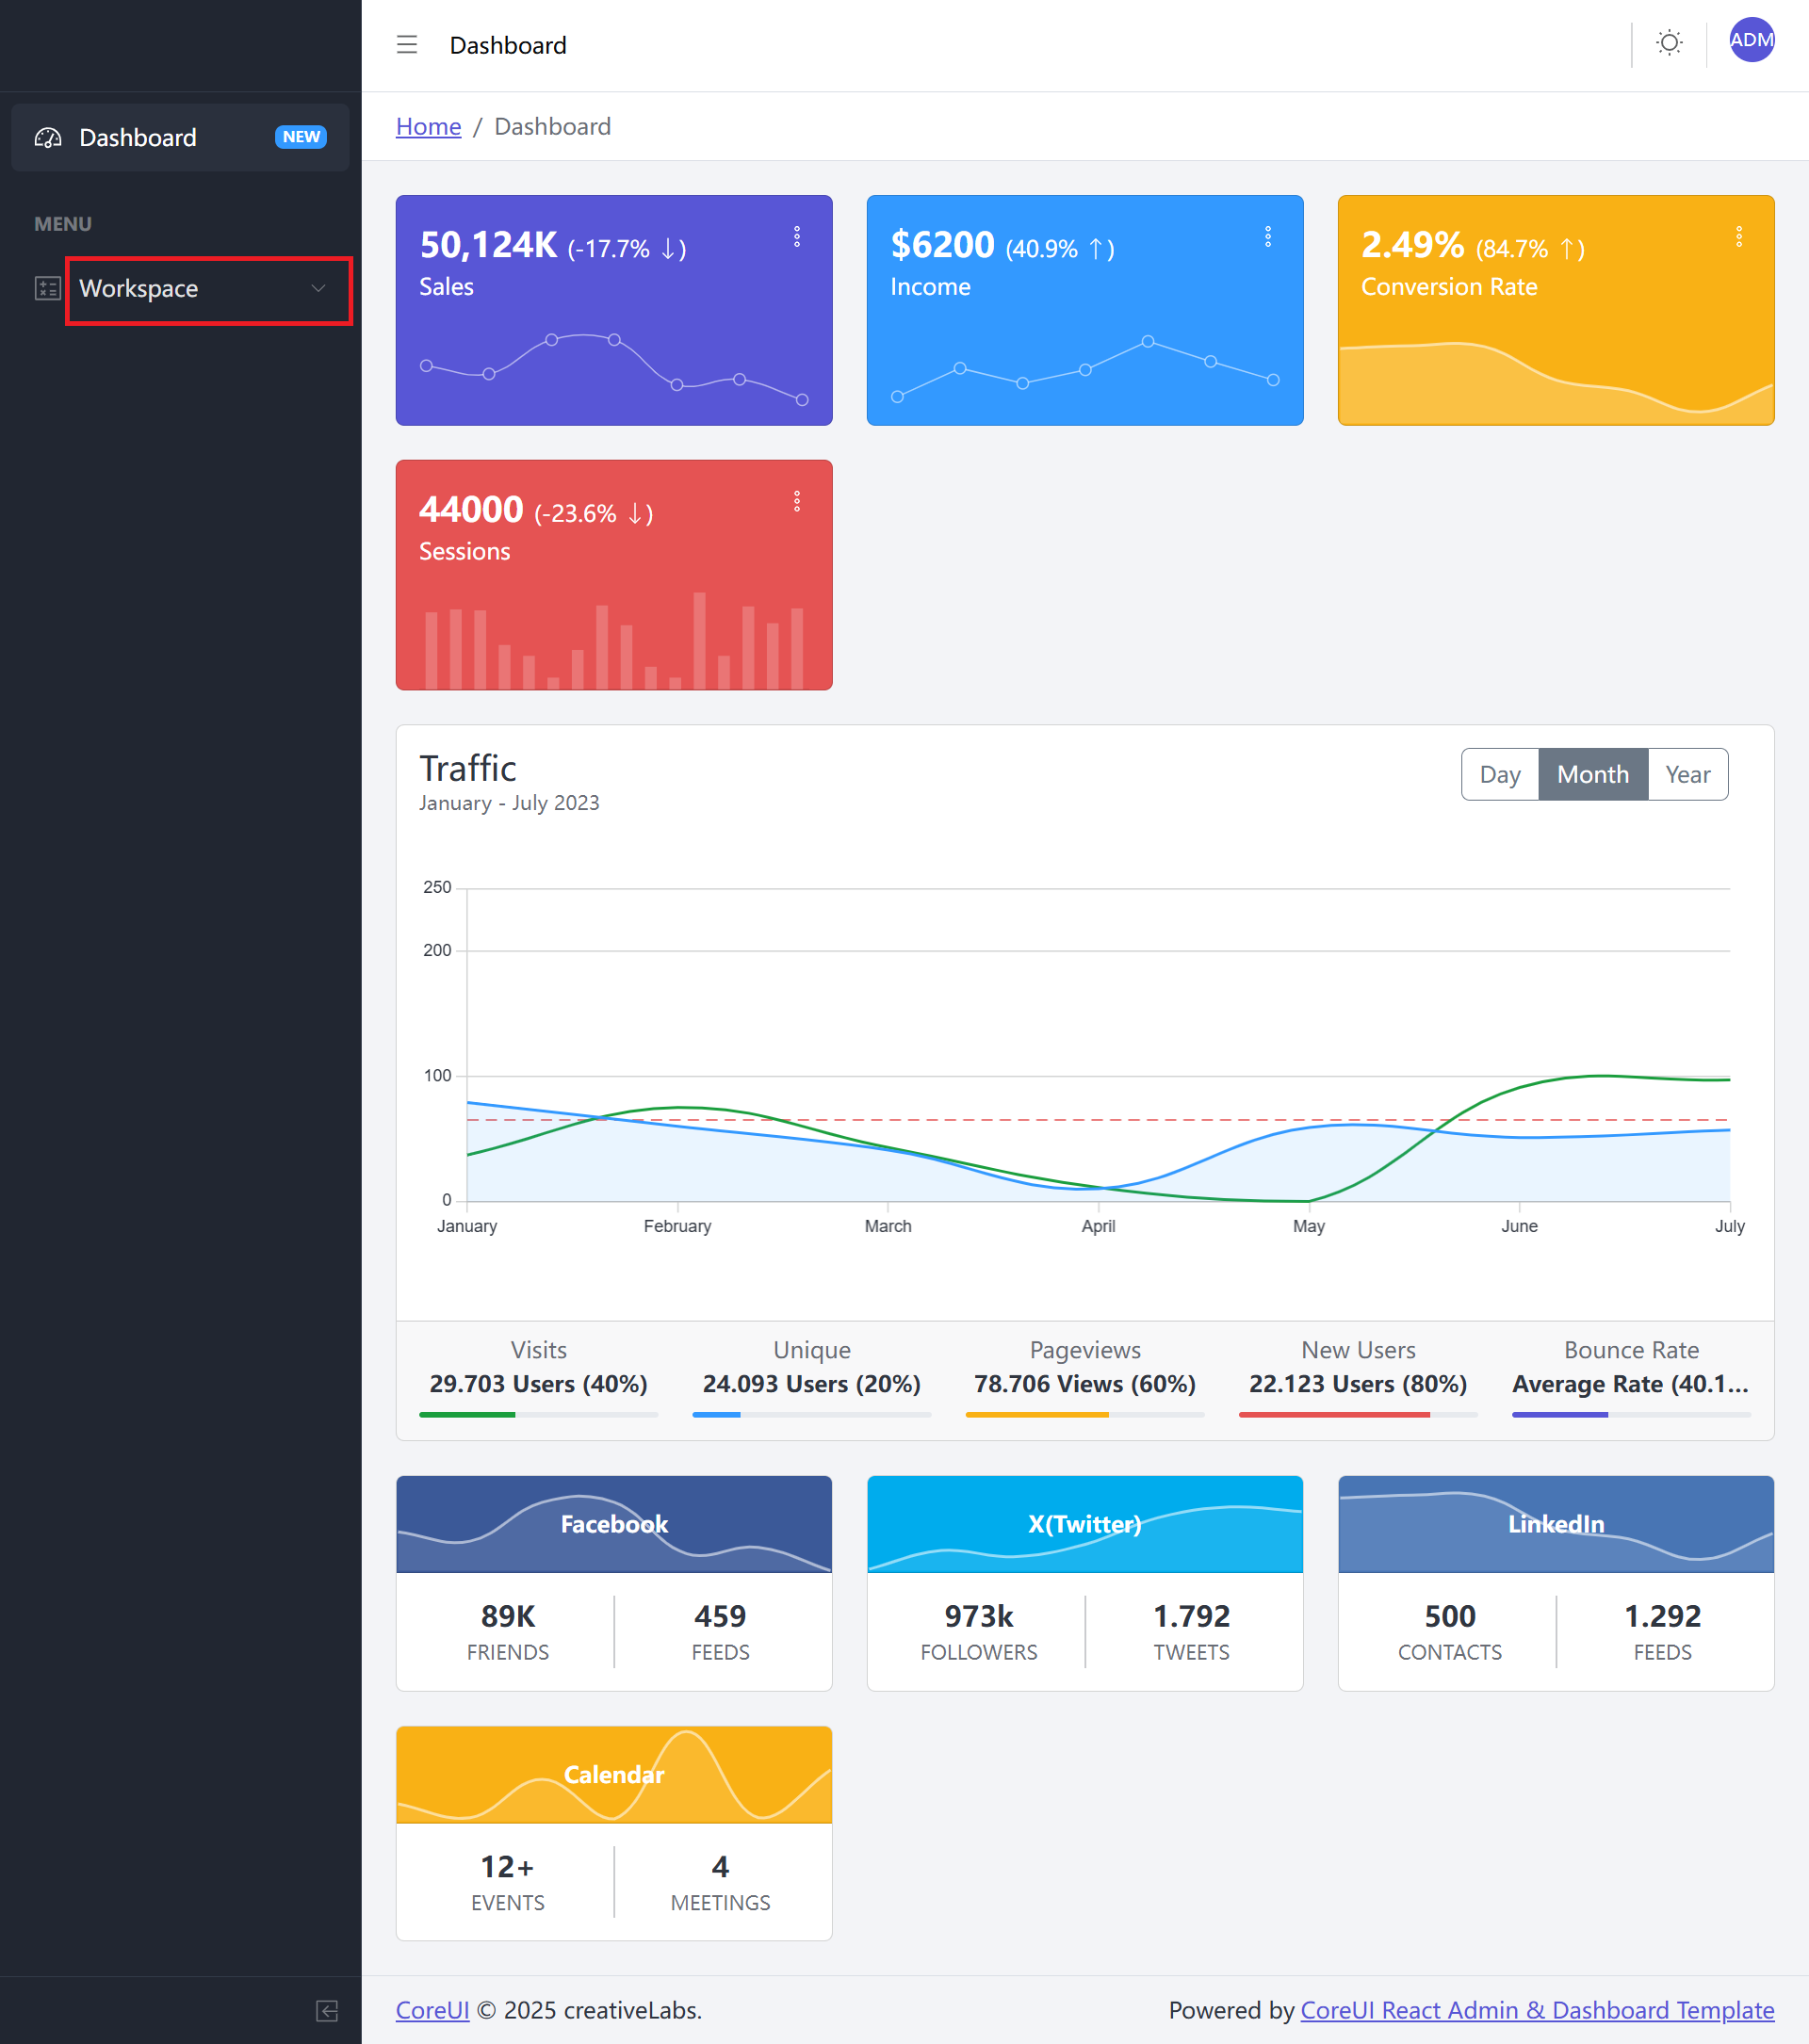 Dashboard
ADM
Dashboard NEW
Home / Dashboard
MENU
Workspace
50,124K (-17.7% ↓)
Sales
$6200 (40.9% ↑)
Income
2.49% (84.7% ↑)
Conversion Rate
44000 (-23.6% ↓)
Sessions
Traffic
January - July 2023
Day Month Year
250
200
100
0
January February March April May June July
Visits
29.703 Users (40%)
Unique
24.093 Users (20%)
Pageviews
78.706 Views (60%)
New Users
22.123 Users (80%)
Bounce Rate
Average Rate (40.1...
Facebook
89K
FRIENDS
459
FEEDS
X(Twitter)
973k
FOLLOWERS
1.792
TWEETS
LinkedIn
500
CONTACTS
1.292
FEEDS
Calendar
12+
EVENTS
4
MEETINGS
CoreUI © 2025 creativeLabs.
Powered by CoreUI React Admin & Dashboard Template